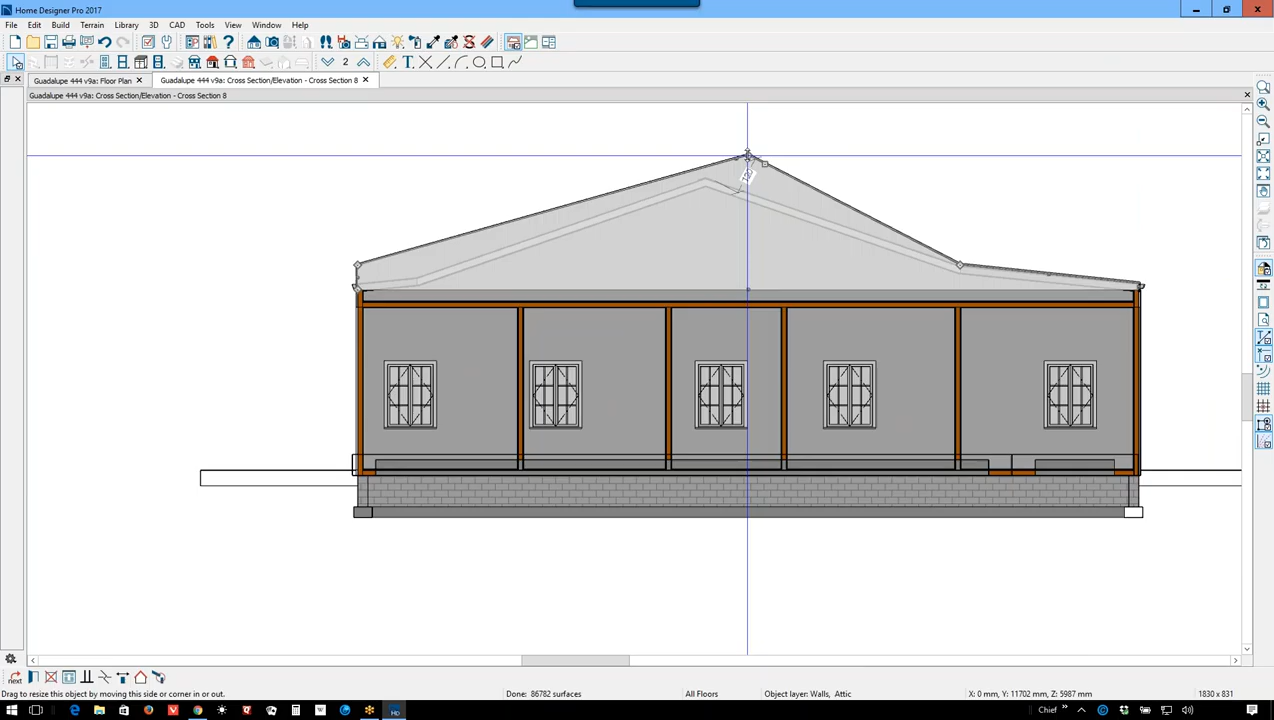 Home Designer Pro 2017
File Edit Build Terrain Library 3D CAD Tools Window Help
2
Guadalupe 444 v9a: Floor Plan Guadalupe 444 v9a: Cross Section/Elevation - Cross Section 8
Guadalupe 444 v9a: Cross Section/Elevation - Cross Section 8
next
Drag to resize this object by moving this side or corner in or out. Done: 86782 surfaces All Floors Object layer: Walls, Attic X: 0 mm, Y: 11702 mm, Z: 5987 mm 1830 x 831
Chief